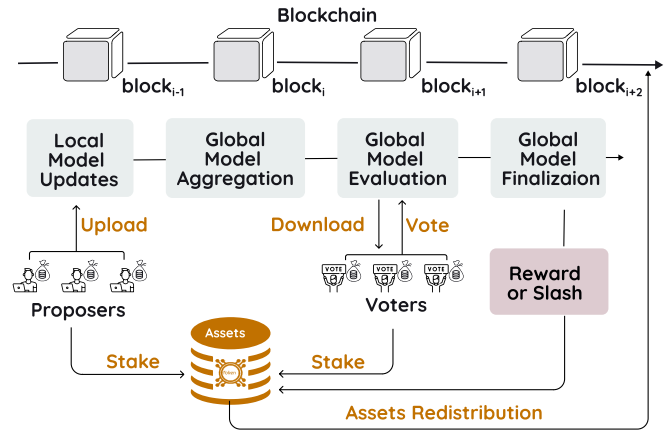 Blockchain
block i-1
block i
block i+1
block i+2
Local
Model
Updates
Global
Model
Aggregation
Global
Model
Evaluation
Global
Model
Finalizaion
Upload
Download
Vote
VOTE
VOTE
VOTE
Proposers
Voters
Reward
or Slash
Assets
Stake
Stake
Assets Redistribution